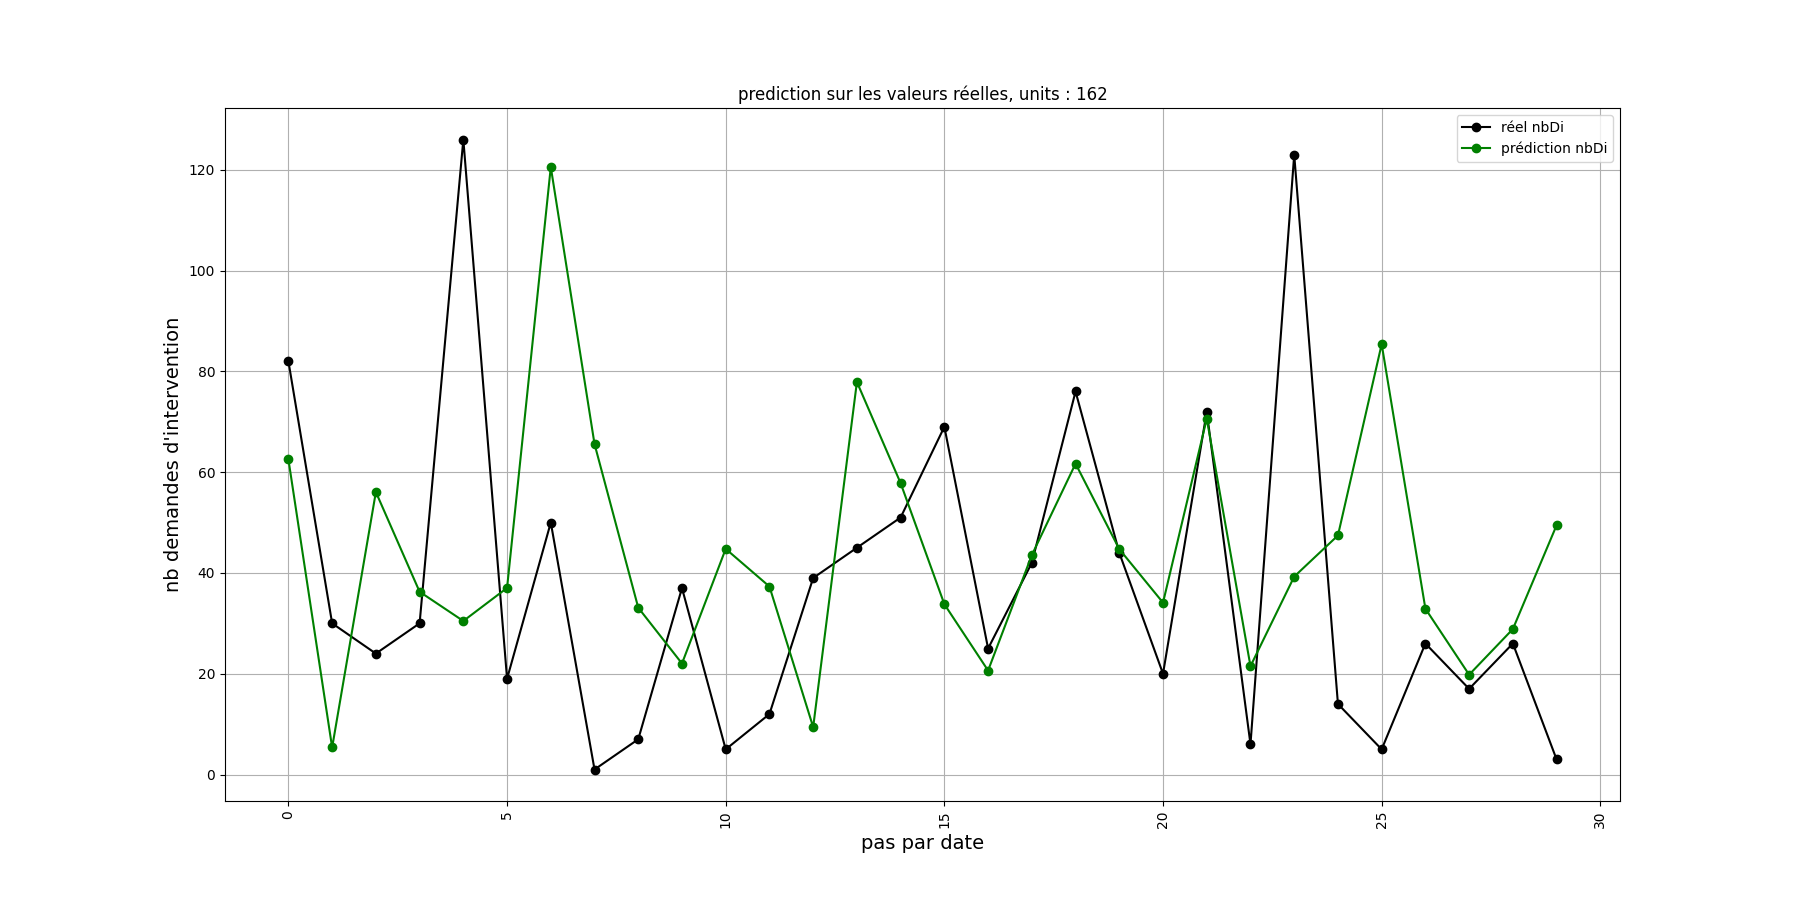 prediction sur les valeurs réelles, units : 162
réel nbDi
prédiction nbDi
nb demandes d'intervention
120
100
80
60
40
20
0
0 5 10 15 20 25 30
pas par date